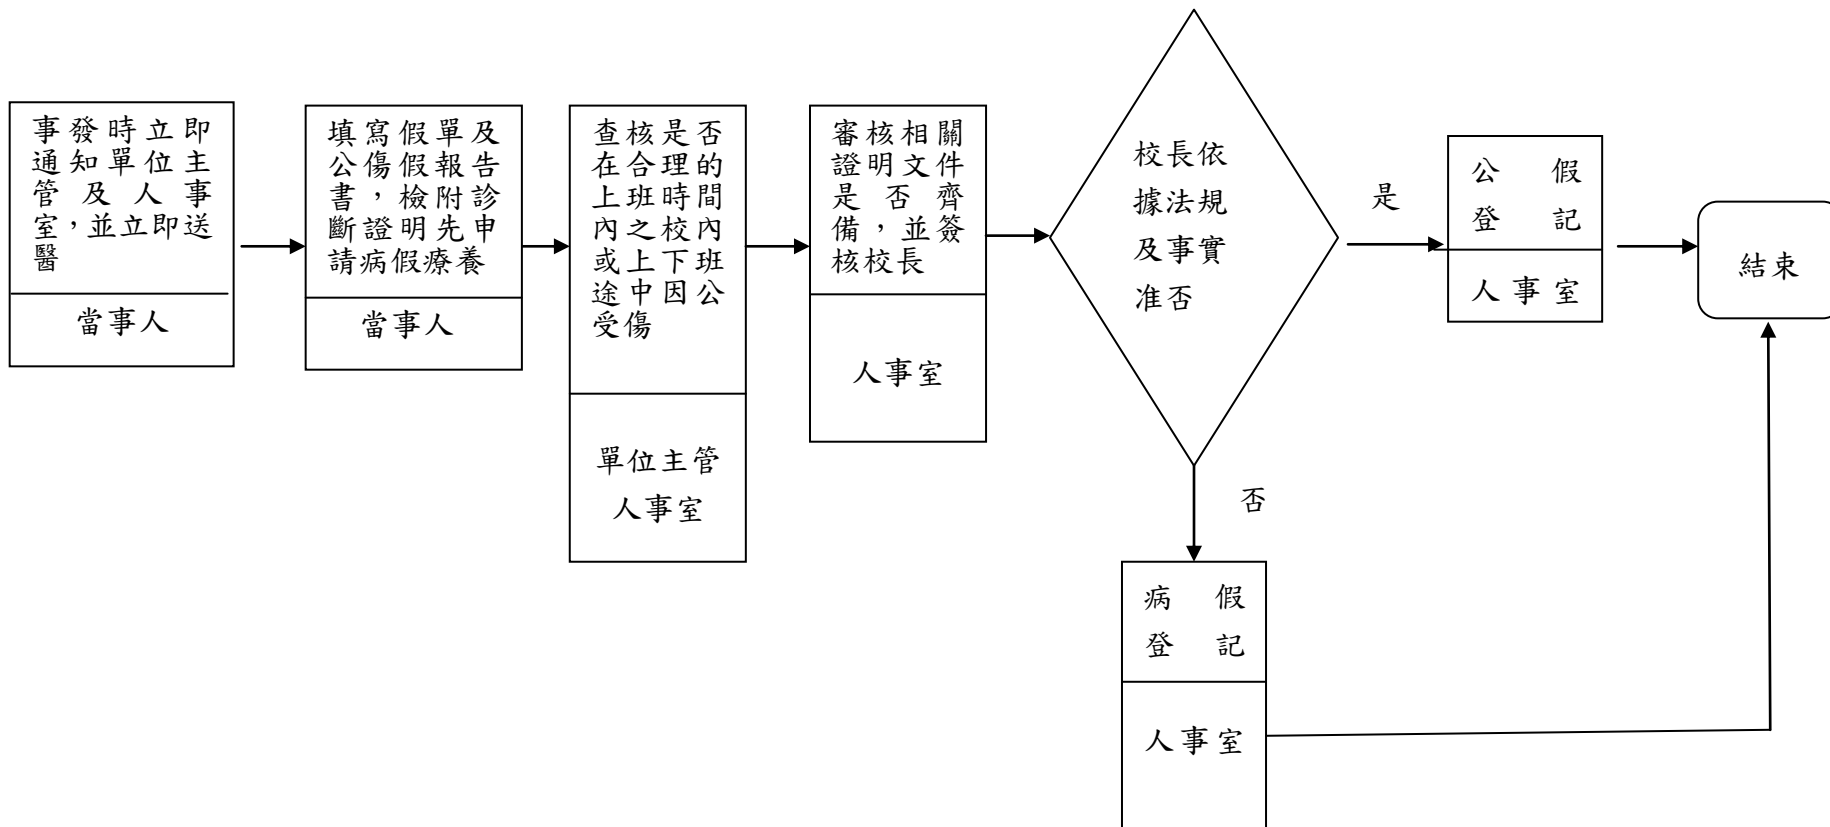 事發時立即
通知單位主
管及人事
室，並立即送
醫
當事人
填寫假單及
公傷假報告
書，檢附診
斷證明先申
請病假療養
當事人
查核是否
在合理的
上班時間
內之校內
或上下班
途中因公
受傷
單位主管
人事室
審核相關
證明文件
是否齊
備，並簽
核校長
人事室
校長依
據法規
及事實
准否
是
公假
登記
人事室
結束
否
病假
登記
人事室